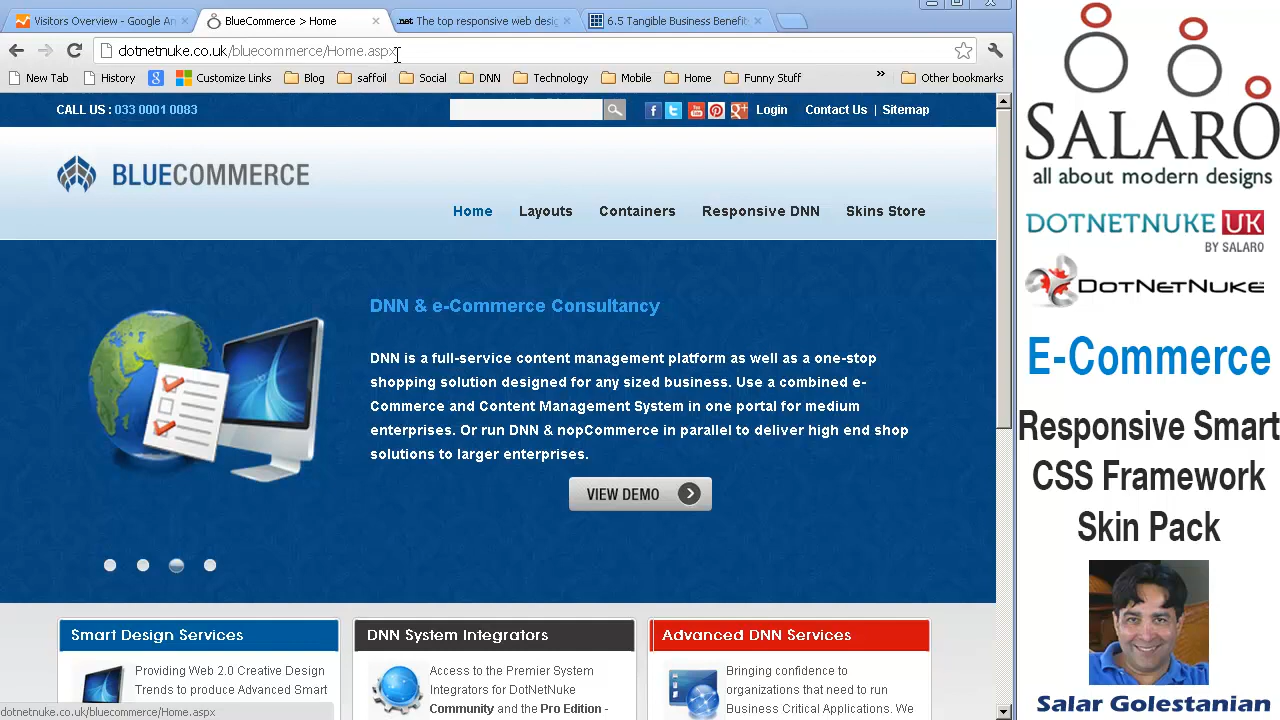 Visitors Overview - Google An
BlueCommerce > Home
.net The top responsive web desig
6.5 Tangible Business Benefits
dotnetnuke.co.uk/bluecommerce/Home.aspx
New Tab
History
Customize Links
Blog
saffoil
Social
DNN
Technology
Mobile
Home
Funny Stuff
»
Other bookmarks
CALL US : 033 0001 0083
Login
Contact Us | Sitemap
BLUECOMMERCE
Home
Layouts
Containers
Responsive DNN
Skins Store
DNN & e-Commerce Consultancy
DNN is a full-service content management platform as well as a one-stop
shopping solution designed for any sized business. Use a combined e-
Commerce and Content Management System in one portal for medium
enterprises. Or run DNN & nopCommerce in parallel to deliver high end shop
solutions to larger enterprises.
VIEW DEMO
Smart Design Services
Providing Web 2.0 Creative Design
Trends to produce Advanced Smart
DNN System Integrators
Access to the Premier System
Integrators for DotNetNuke
Community and the Pro Edition -
Advanced DNN Services
Bringing confidence to
organizations that need to run
Business Critical Applications. We
dotnetnuke.co.uk/bluecommerce/Home.aspx
SALARO
all about modern designs
DOTNETNUKE UK
BY SALARO
DOTNETNUKE
E-Commerce
Responsive Smart
CSS Framework
Skin Pack
Salar Golestanian